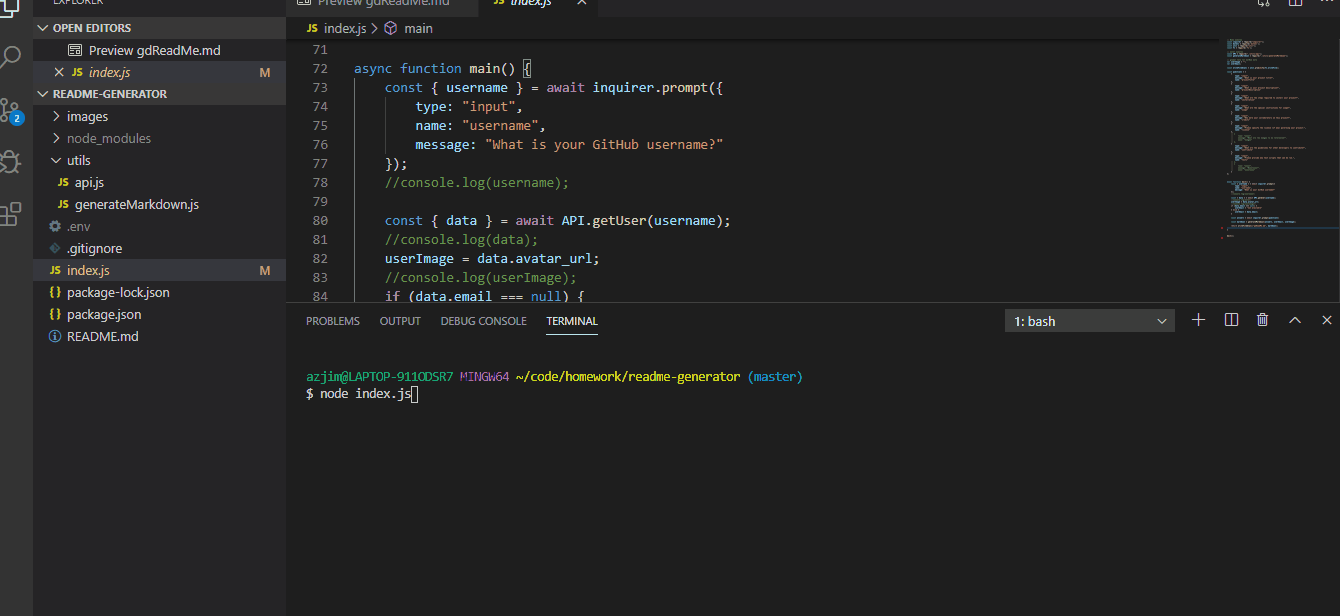 EXPLORER
OPEN EDITORS
Preview gdReadMe.md
JS index.js M
README-GENERATOR
images
node_modules
utils
JS api.js
JS generateMarkdown.js
.env
.gitignore
JS index.js M
{} package-lock.json
{} package.json
README.md
2
Preview gdReadMe.md
JS index.js
JS index.js > main
71
72 async function main() {
73 const { username } = await inquirer.prompt({
74 type: "input",
75 name: "username",
76 message: "What is your GitHub username?"
77 });
78 //console.log(username);
79
80 const { data } = await API.getUser(username);
81 //console.log(data);
82 userImage = data.avatar_url;
83 //console.log(userImage);
84 if (data.email === null) {
PROBLEMS OUTPUT DEBUG CONSOLE TERMINAL
1: bash
azjim@LAPTOP-911ODSR7 MINGW64 ~/code/homework/readme-generator (master)
$ node index.js